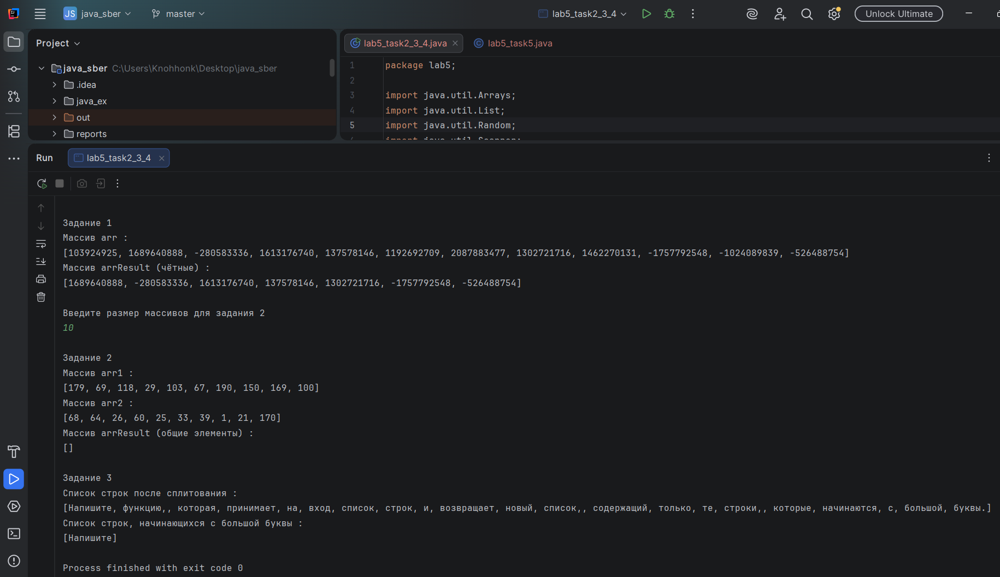 JS java_sber master lab5_task2_3_4 Unlock Ultimate
Project
java_sber C:\Users\Knohhonk\Desktop\java_sber
.idea
java_ex
out
reports
lab5_task2_3_4.java lab5_task5.java
1 package lab5;
2
3 import java.util.Arrays;
4 import java.util.List;
5 import java.util.Random;
Run lab5_task2_3_4
Задание 1
Массив arr :
[103924925, 1689640888, -280583336, 1613176740, 137578146, 1192692709, 2087883477, 1302721716, 1462270131, -1757792548, -1024089839, -526488754]
Массив arrResult (чётные) :
[1689640888, -280583336, 1613176740, 137578146, 1302721716, -1757792548, -526488754]
Введите размер массивов для задания 2
10
Задание 2
Массив arr1 :
[179, 69, 118, 29, 103, 67, 190, 150, 169, 100]
Массив arr2 :
[68, 64, 26, 60, 25, 33, 39, 1, 21, 170]
Массив arrResult (общие элементы) :
[]
Задание 3
Список строк после сплитования :
[Напишите, функцию,, которая, принимает, на, вход, список, строк, и, возвращает, новый, список,, содержащий, только, те, строки,, которые, начинаются, с, большой, буквы.]
Список строк, начинающихся с большой буквы :
[Напишите]
Process finished with exit code 0